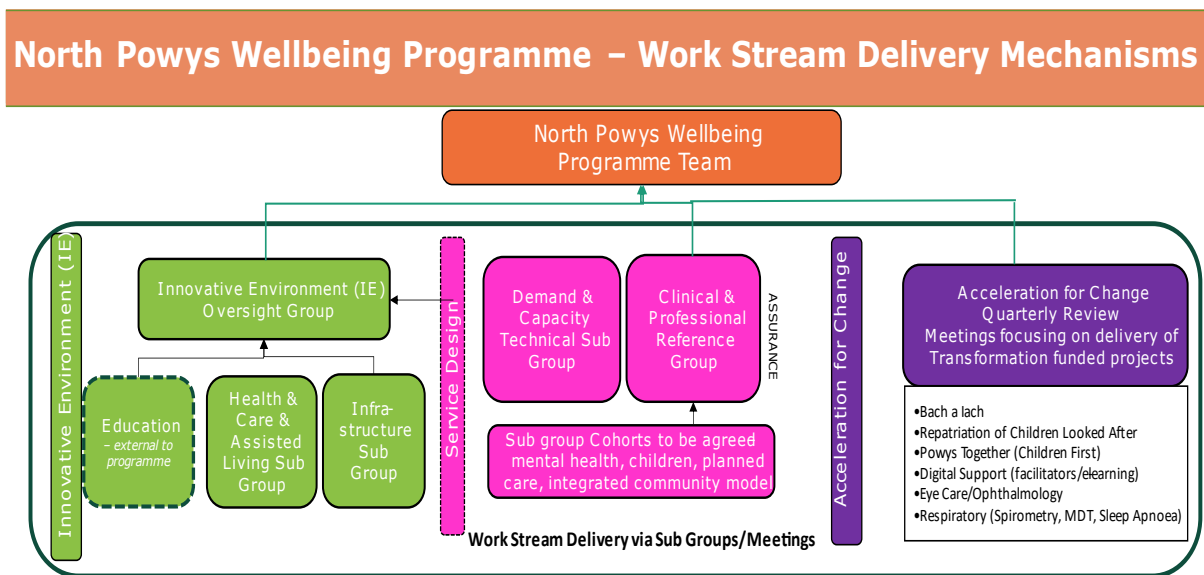 North Powys Wellbeing Programme – Work Stream Delivery Mechanisms
North Powys Wellbeing
Programme Team
Innovative Environment (IE)
Innovative Environment (IE)
Oversight Group
Education
– external to
programme
Health &
Care &
Assisted
Living Sub
Group
Infra-
structure
Sub
Group
Service Design
Demand &
Capacity
Technical Sub
Group
Clinical &
Professional
Reference
Group
ASSURANCE
Sub group Cohorts to be agreed-
mental health, children, planned
care, integrated community model
Work Stream Delivery via Sub Groups/Meetings
Acceleration for Change
Acceleration for Change
Quarterly Review
Meetings focusing on delivery of
Transformation funded projects
•Bach a Iach
•Repatriation of Children Looked After
•Powys Together (Children First)
•Digital Support (facilitators/elearning)
•Eye Care/Ophthalmology
•Respiratory (Spirometry, MDT, Sleep Apnoea)